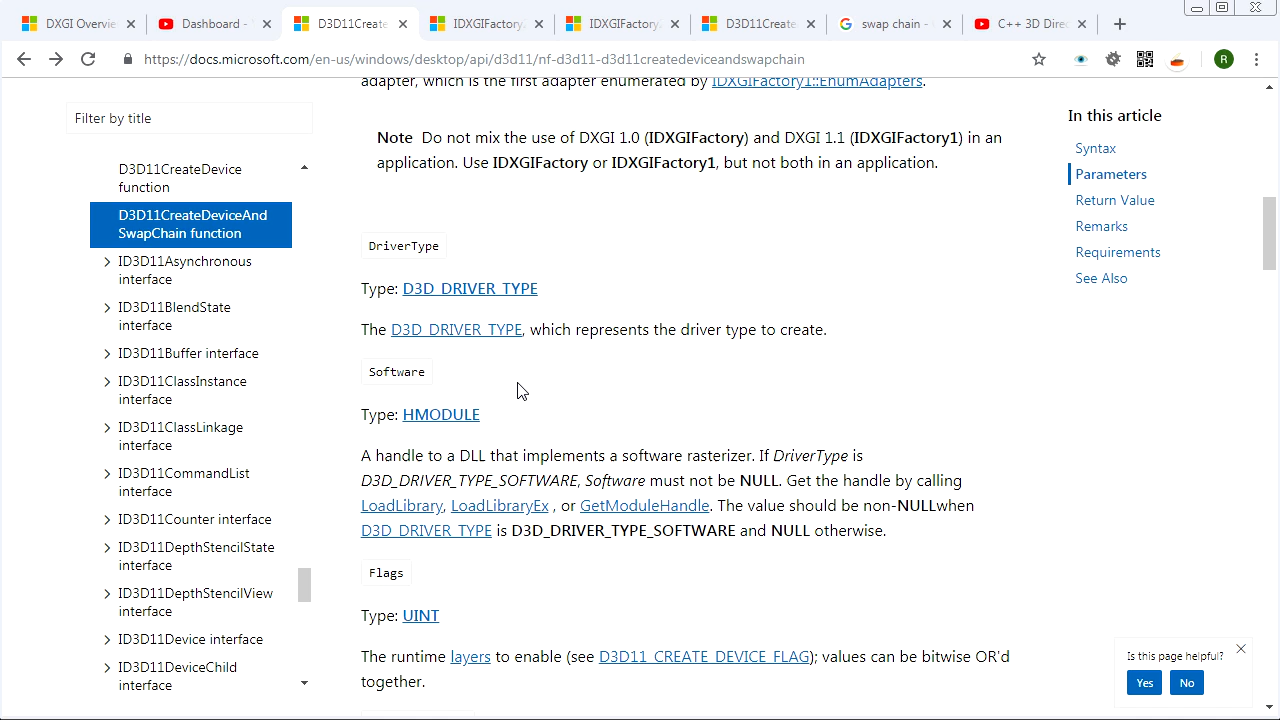 DXGI Overvie
Dashboard -
D3D11Create
IDXGIFactory
IDXGIFactory
D3D11Create
swap chain -
C++ 3D Direc
https://docs.microsoft.com/en-us/windows/desktop/api/d3d11/nf-d3d11-d3d11createdeviceandswapchain
R
Filter by title
D3D11CreateDevice
function
D3D11CreateDeviceAnd
SwapChain function
ID3D11Asynchronous
interface
ID3D11BlendState
interface
ID3D11Buffer interface
ID3D11ClassInstance
interface
ID3D11ClassLinkage
interface
ID3D11CommandList
interface
ID3D11Counter interface
ID3D11DepthStencilState
interface
ID3D11DepthStencilView
interface
ID3D11Device interface
ID3D11DeviceChild
interface
adapter, which is the first adapter enumerated by IDXGIFactory1::EnumAdapters.
Note Do not mix the use of DXGI 1.0 (IDXGIFactory) and DXGI 1.1 (IDXGIFactory1) in an
application. Use IDXGIFactory or IDXGIFactory1, but not both in an application.
DriverType
Type: D3D_DRIVER_TYPE
The D3D_DRIVER_TYPE, which represents the driver type to create.
Software
Type: HMODULE
A handle to a DLL that implements a software rasterizer. If DriverType is
D3D_DRIVER_TYPE_SOFTWARE, Software must not be NULL. Get the handle by calling
LoadLibrary, LoadLibraryEx , or GetModuleHandle. The value should be non-NULLwhen
D3D_DRIVER_TYPE is D3D_DRIVER_TYPE_SOFTWARE and NULL otherwise.
Flags
Type: UINT
The runtime layers to enable (see D3D11_CREATE_DEVICE_FLAG); values can be bitwise OR'd
together.
In this article
Syntax
Parameters
Return Value
Remarks
Requirements
See Also
Is this page helpful?
Yes
No